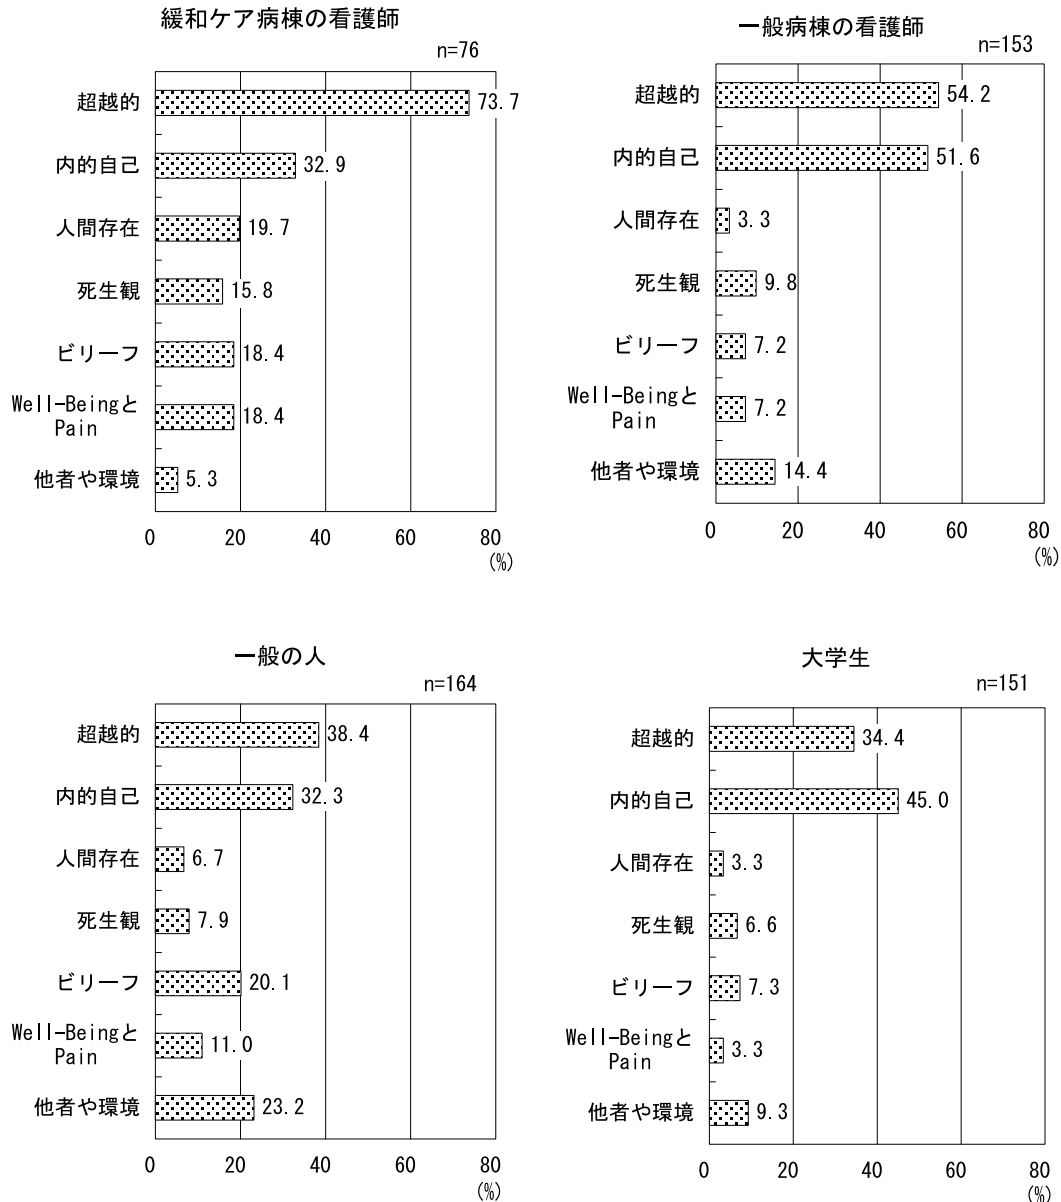 緩和ケア病棟の看護師
n=76
超越的
73.7
内的自己
32.9
人間存在
19.7
死生観
15.8
ビリーフ
18.4
Well-Beingと
Pain
18.4
他者や環境
5.3
0 20 40 60 80
(%)
一般病棟の看護師
n=153
超越的
54.2
内的自己
51.6
人間存在
3.3
死生観
9.8
ビリーフ
7.2
Well-Beingと
Pain
7.2
他者や環境
14.4
0 20 40 60 80
(%)
一般の人
n=164
超越的
38.4
内的自己
32.3
人間存在
6.7
死生観
7.9
ビリーフ
20.1
Well-Beingと
Pain
11.0
他者や環境
23.2
0 20 40 60 80
(%)
大学生
n=151
超越的
34.4
内的自己
45.0
人間存在
3.3
死生観
6.6
ビリーフ
7.3
Well-Beingと
Pain
3.3
他者や環境
9.3
0 20 40 60 80
(%)